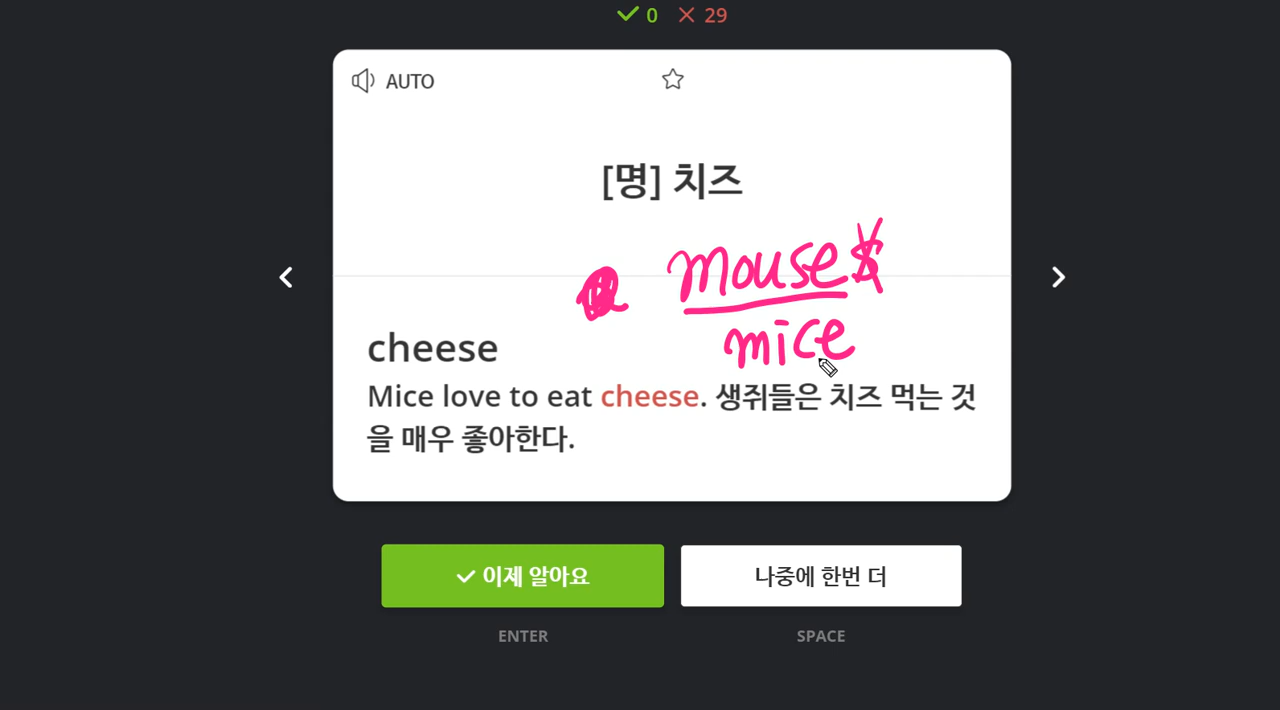 0 29
AUTO
[명] 치즈
mouses
mice
cheese
Mice love to eat cheese. 생쥐들은 치즈 먹는 것
을 매우 좋아한다.
이제 알아요 나중에 한번 더
ENTER SPACE